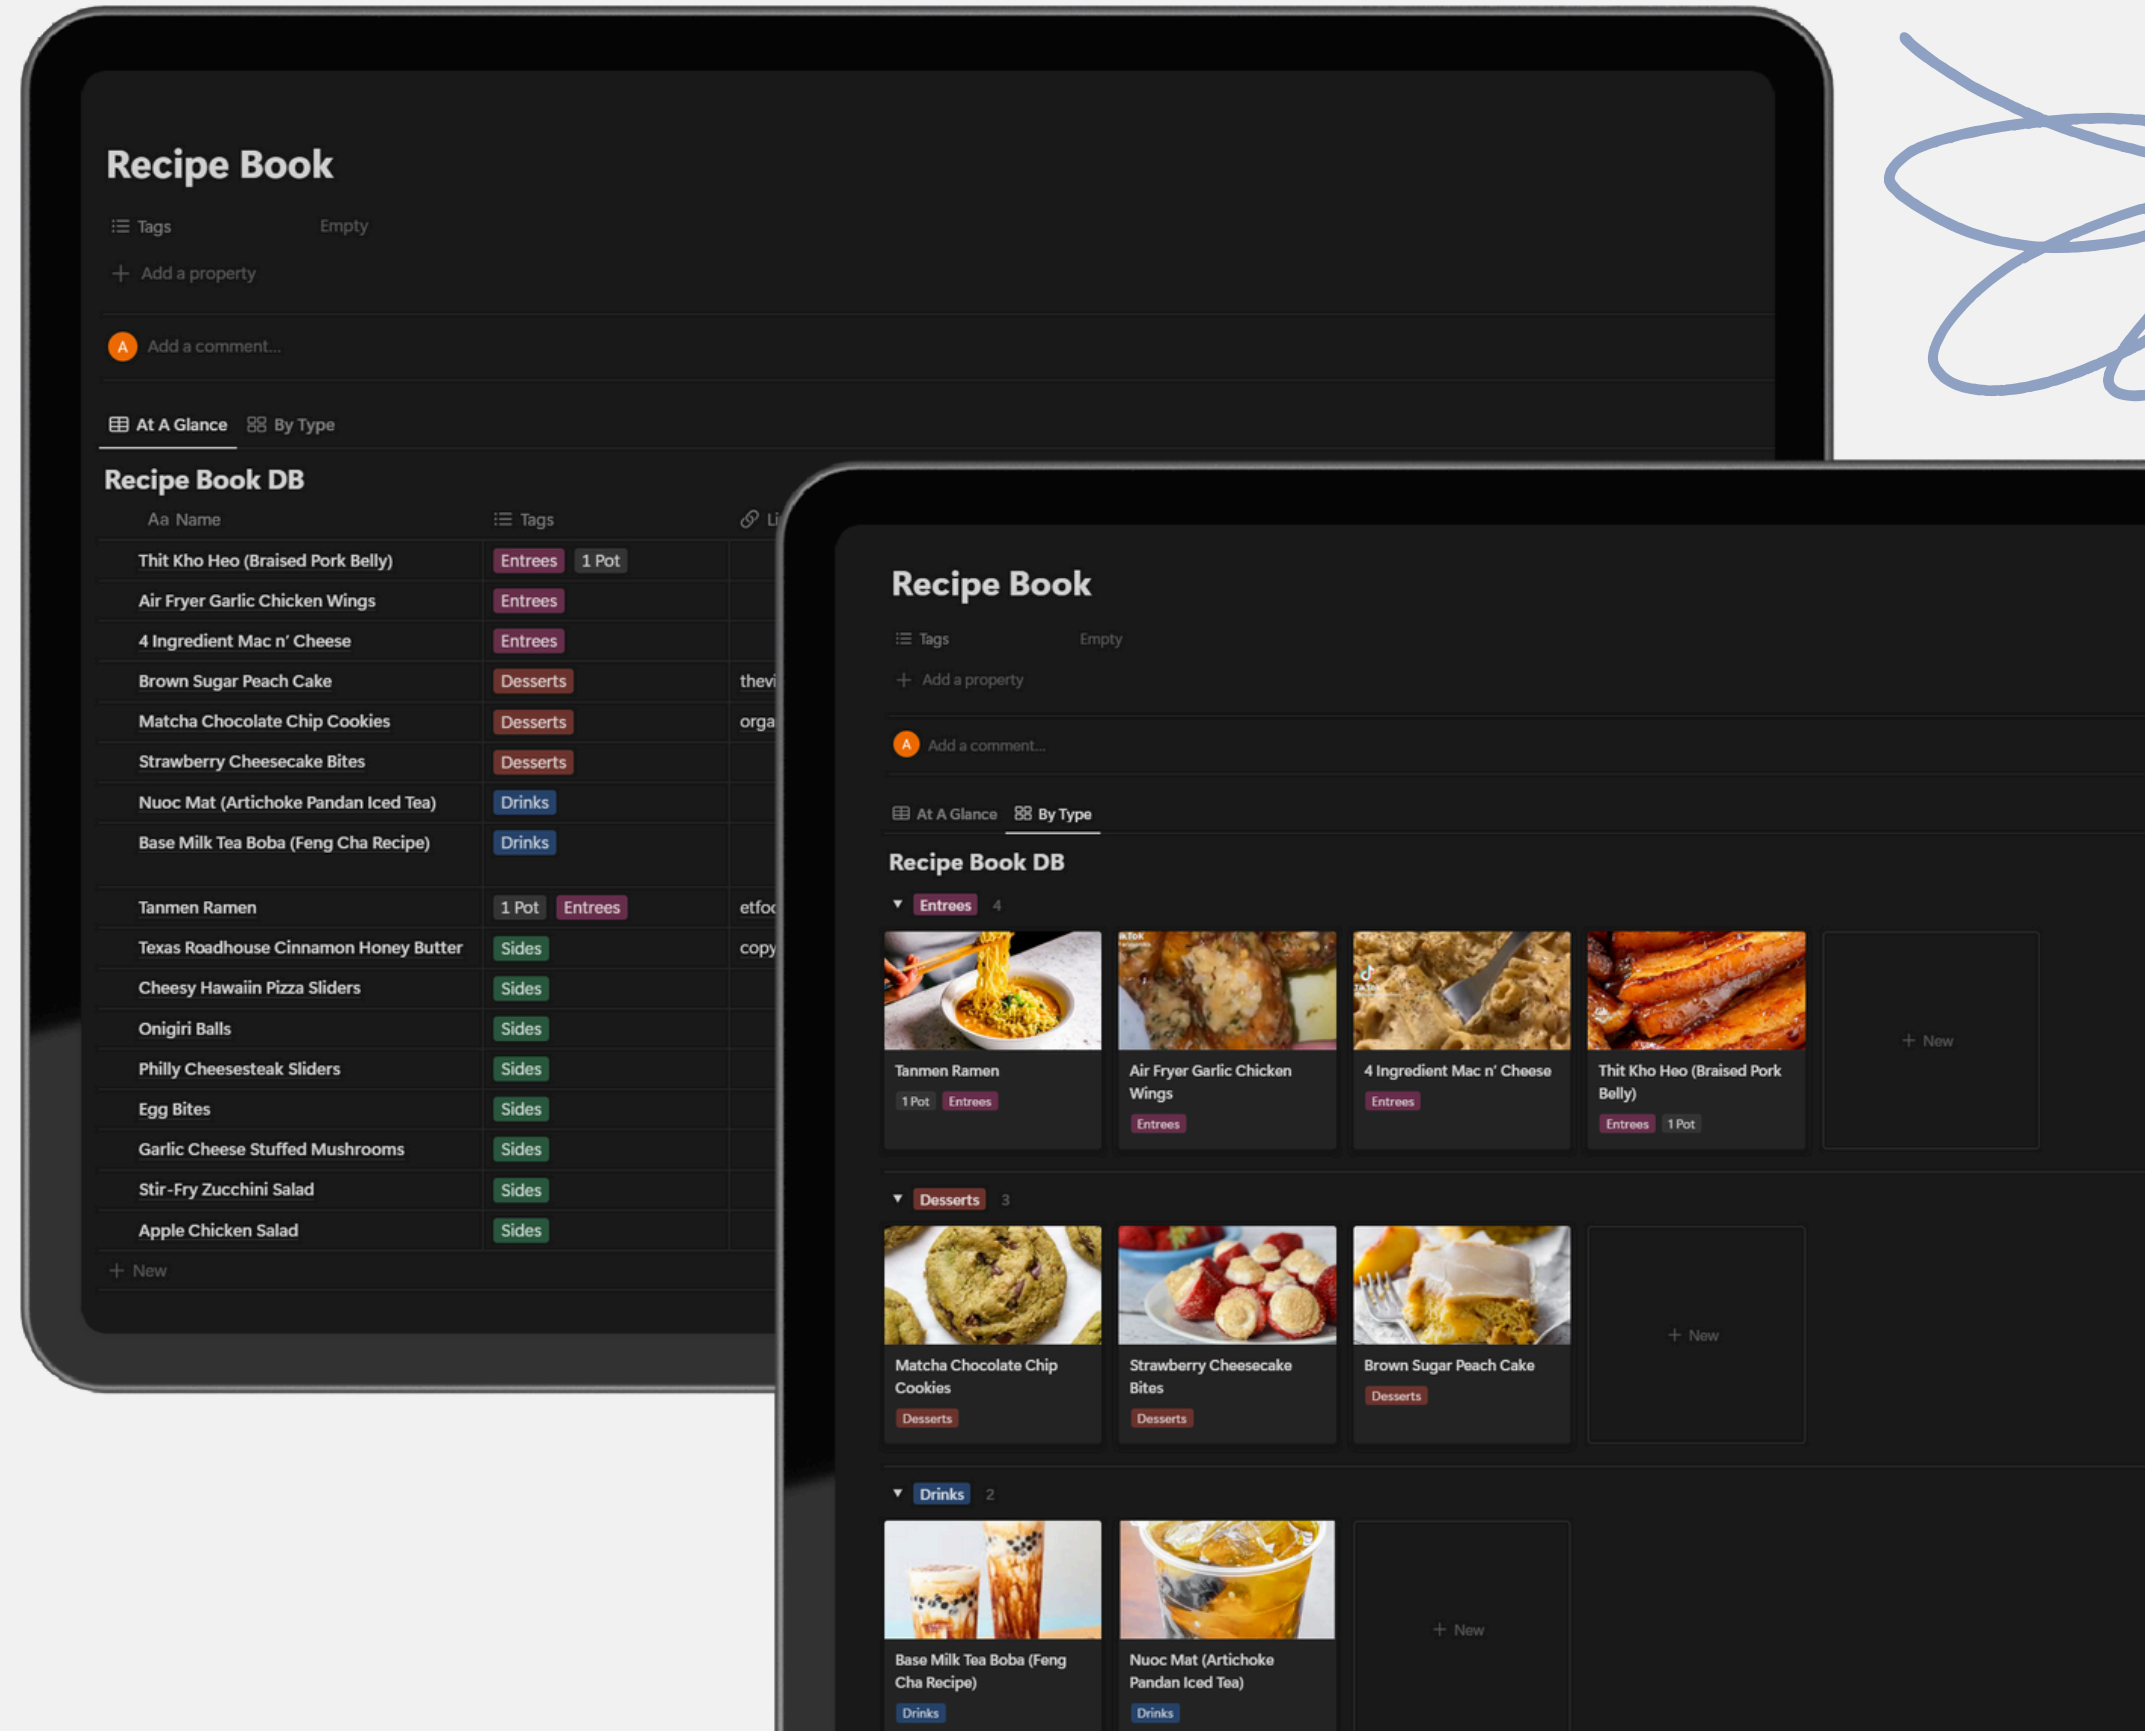 Recipe Book
Tags Empty
+ Add a property
A Add a comment...
At A Glance By Type
Recipe Book DB
Aa Name Tags
Thit Kho Heo (Braised Pork Belly) Entrees 1 Pot
Air Fryer Garlic Chicken Wings Entrees
4 Ingredient Mac n' Cheese Entrees
Brown Sugar Peach Cake Desserts thevi
Matcha Chocolate Chip Cookies Desserts orga
Strawberry Cheesecake Bites Desserts
Nuoc Mat (Artichoke Pandan Iced Tea) Drinks
Base Milk Tea Boba (Feng Cha Recipe) Drinks
Tanmen Ramen 1 Pot Entrees etfoo
Texas Roadhouse Cinnamon Honey Butter Sides copy
Cheesy Hawaiin Pizza Sliders Sides
Onigiri Balls Sides
Philly Cheesesteak Sliders Sides
Egg Bites Sides
Garlic Cheese Stuffed Mushrooms Sides
Stir-Fry Zucchini Salad Sides
Apple Chicken Salad Sides
+ New
Recipe Book
Tags Empty
+ Add a property
A Add a comment...
At A Glance By Type
Recipe Book DB
Entrees 4
TikTok
Tanmen Ramen
1 Pot Entrees
Air Fryer Garlic Chicken
Wings
Entrees
4 Ingredient Mac n' Cheese
Entrees
Thit Kho Heo (Braised Pork
Belly)
Entrees 1 Pot
+ New
Desserts 3
Matcha Chocolate Chip
Cookies
Desserts
Strawberry Cheesecake
Bites
Desserts
Brown Sugar Peach Cake
Desserts
+ New
Drinks 2
Base Milk Tea Boba (Feng
Cha Recipe)
Drinks
Nuoc Mat (Artichoke
Pandan Iced Tea)
Drinks
+ New